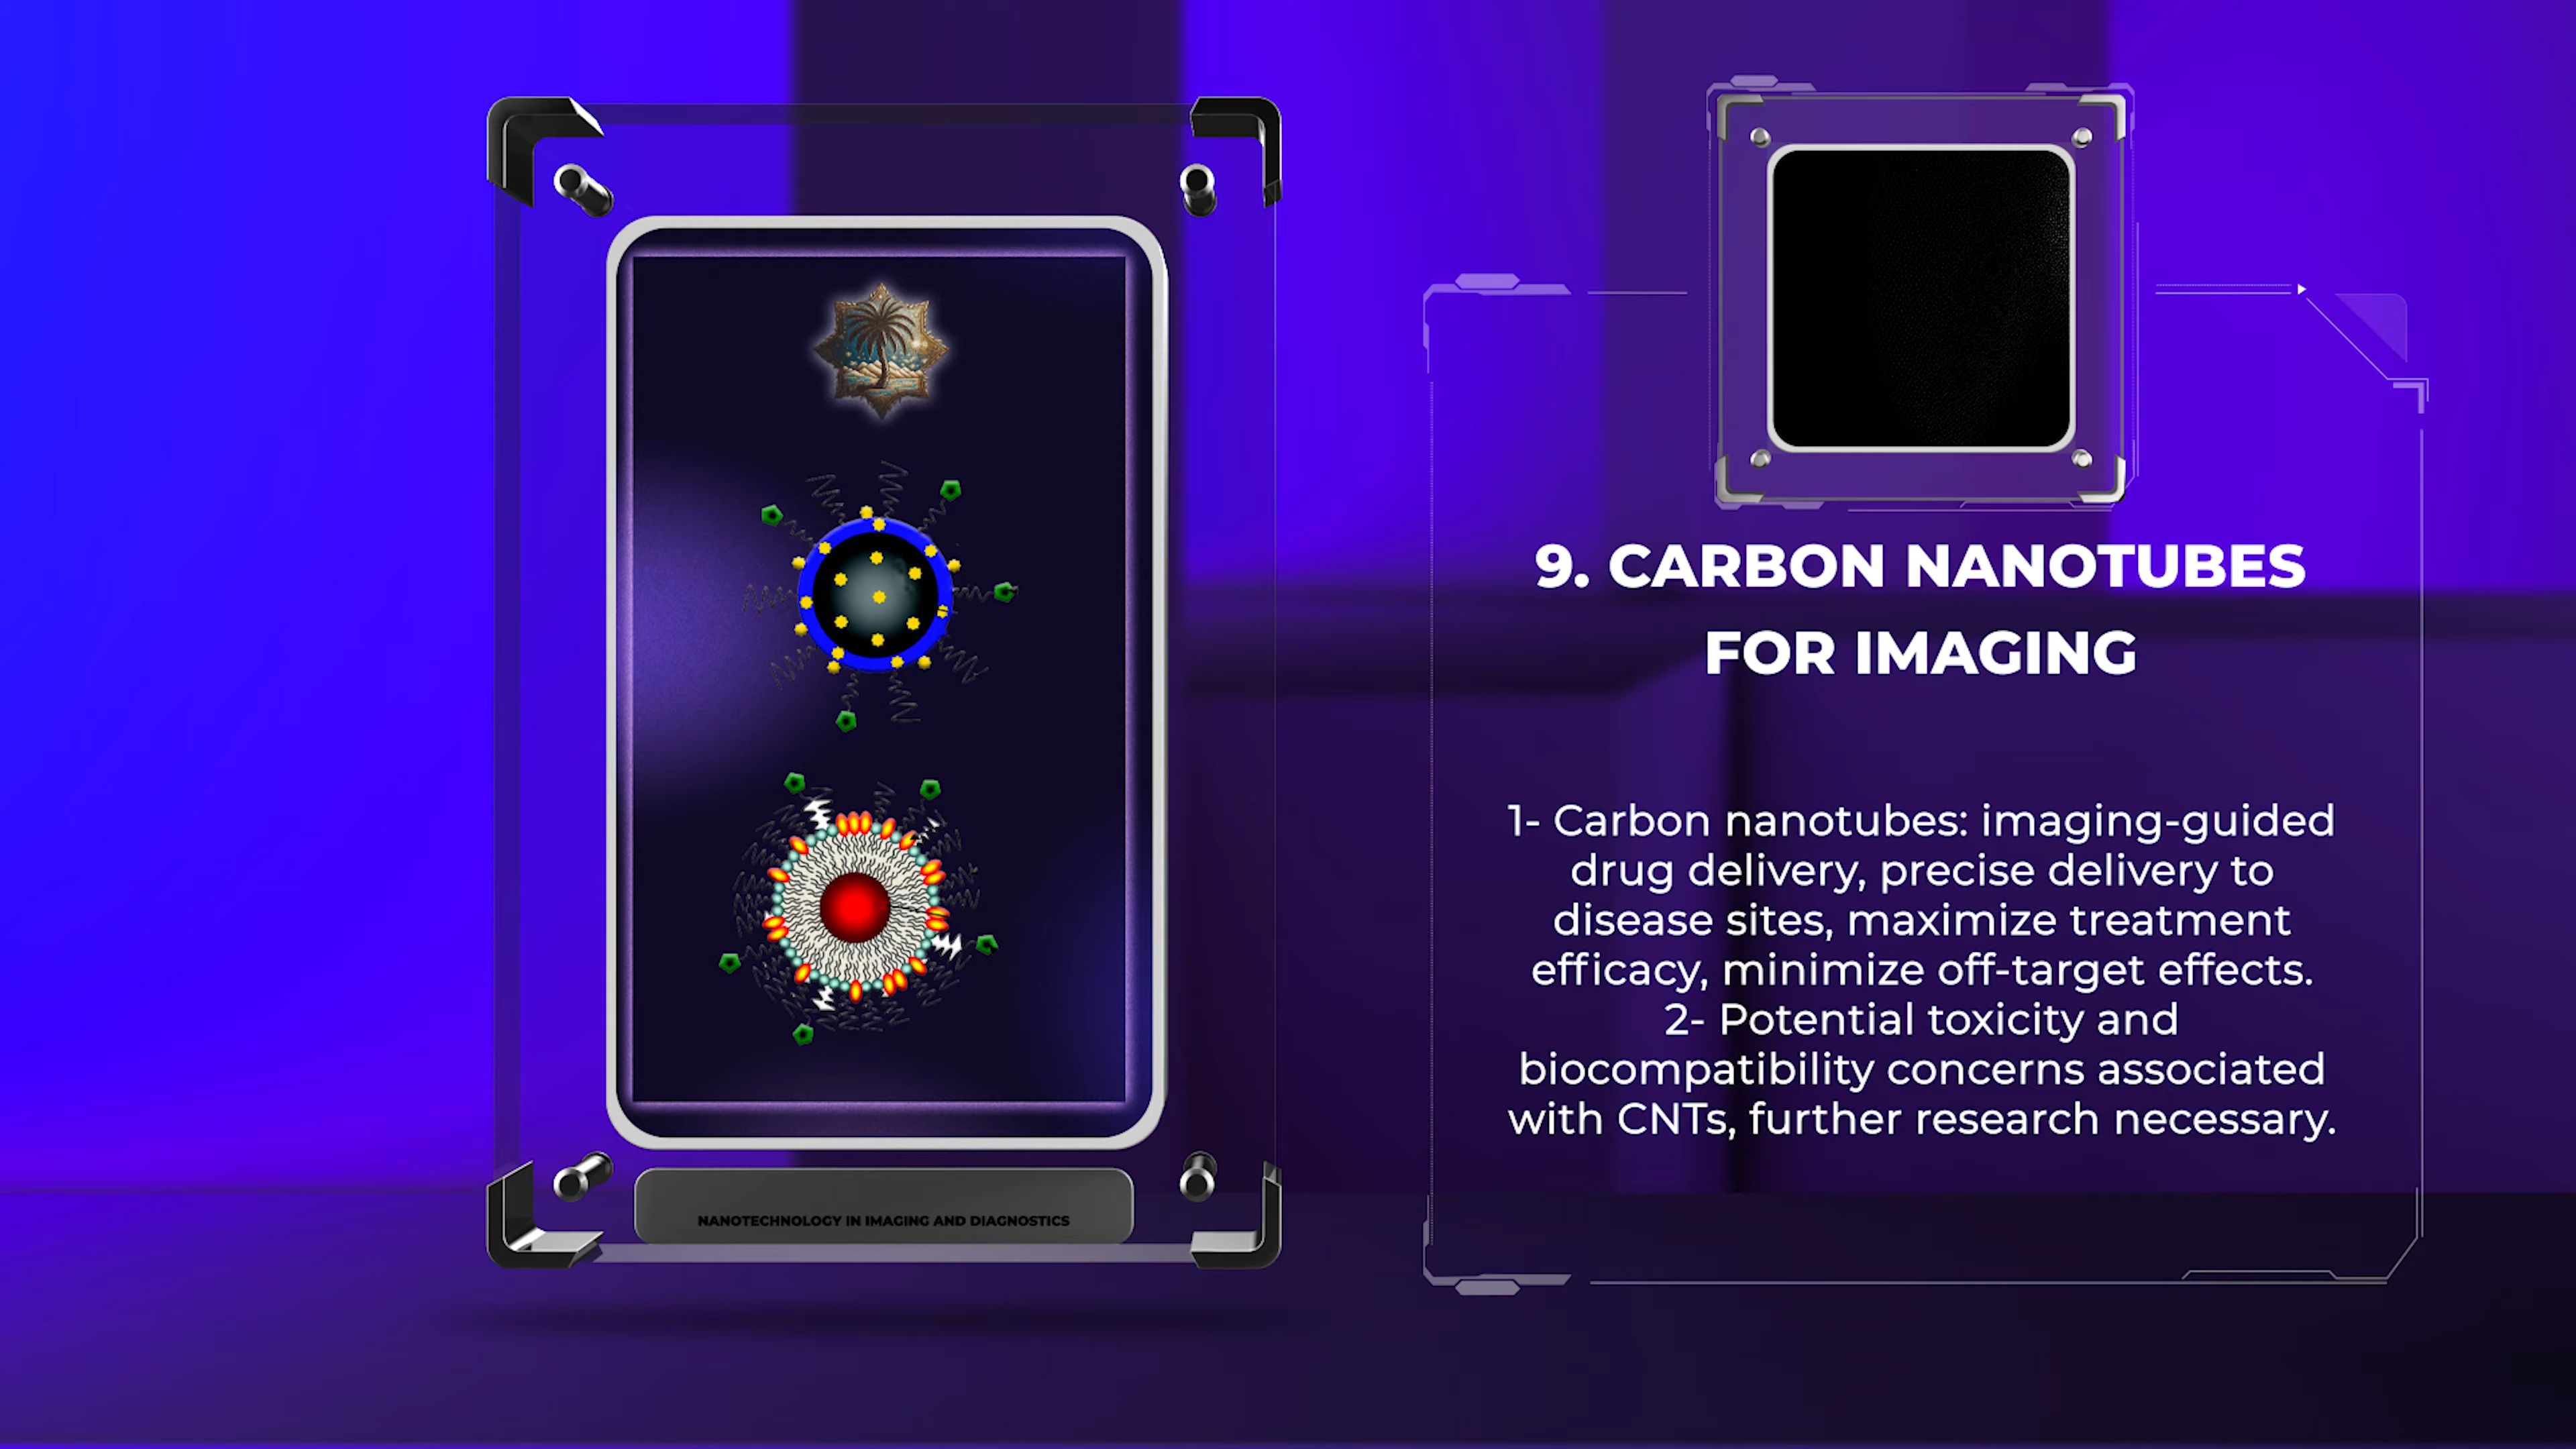 9. CARBON NANOTUBES
FOR IMAGING
1- Carbon nanotubes: imaging-guided
drug delivery, precise delivery to
disease sites, maximize treatment
efficacy, minimize off-target effects.
2- Potential toxicity and
biocompatibility concerns associated
with CNTs, further research necessary.
NANOTECHNOLOGY IN IMAGING AND DIAGNOSTICS